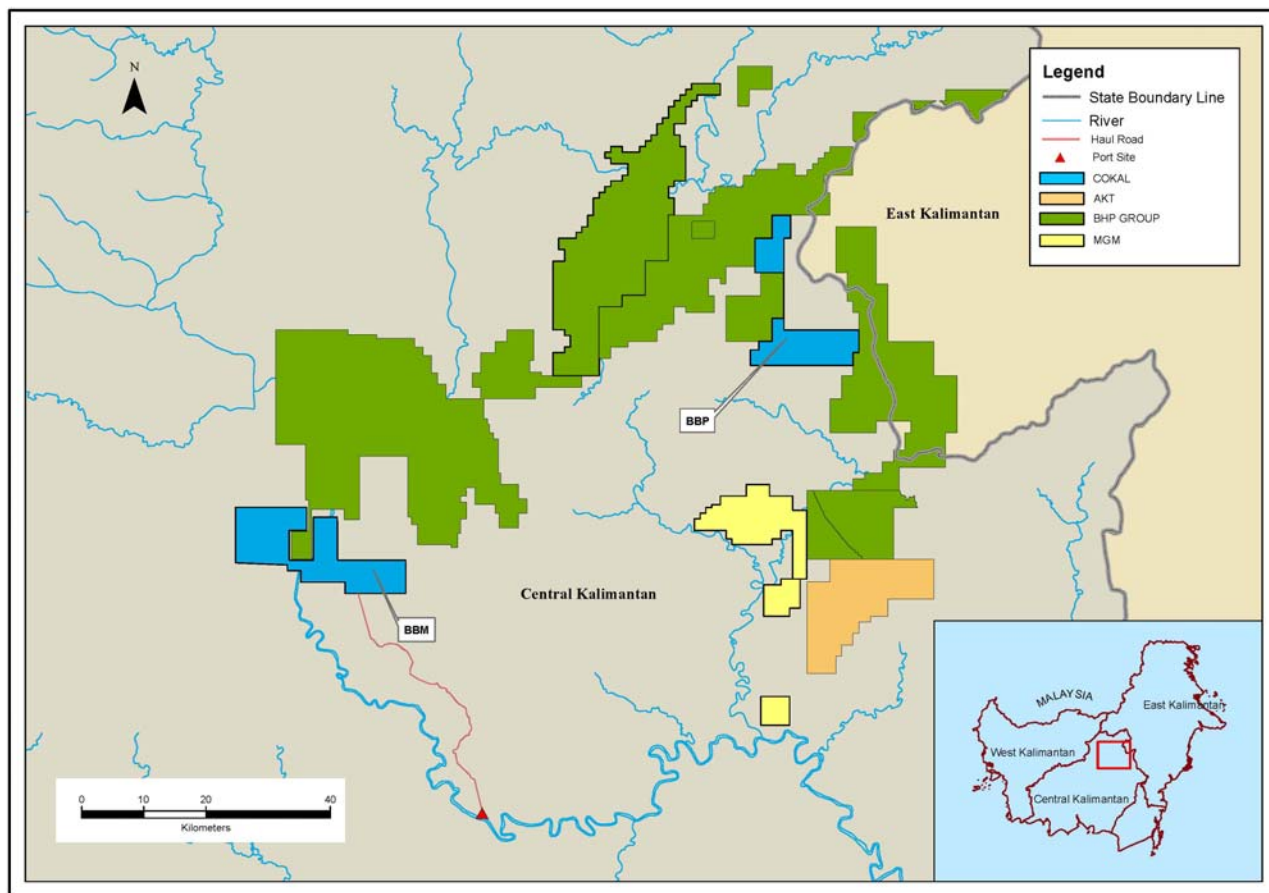 N
Legend
State Boundary Line
River
Haul Road
Port Site
COKAL
AKT
BHP GROUP
MGM
East Kalimantan
BBP
Central Kalimantan
BBM
0 10 20 40
Kilometers
MALAYSIA
East Kalimantan
West Kalimantan
Central Kalimantan